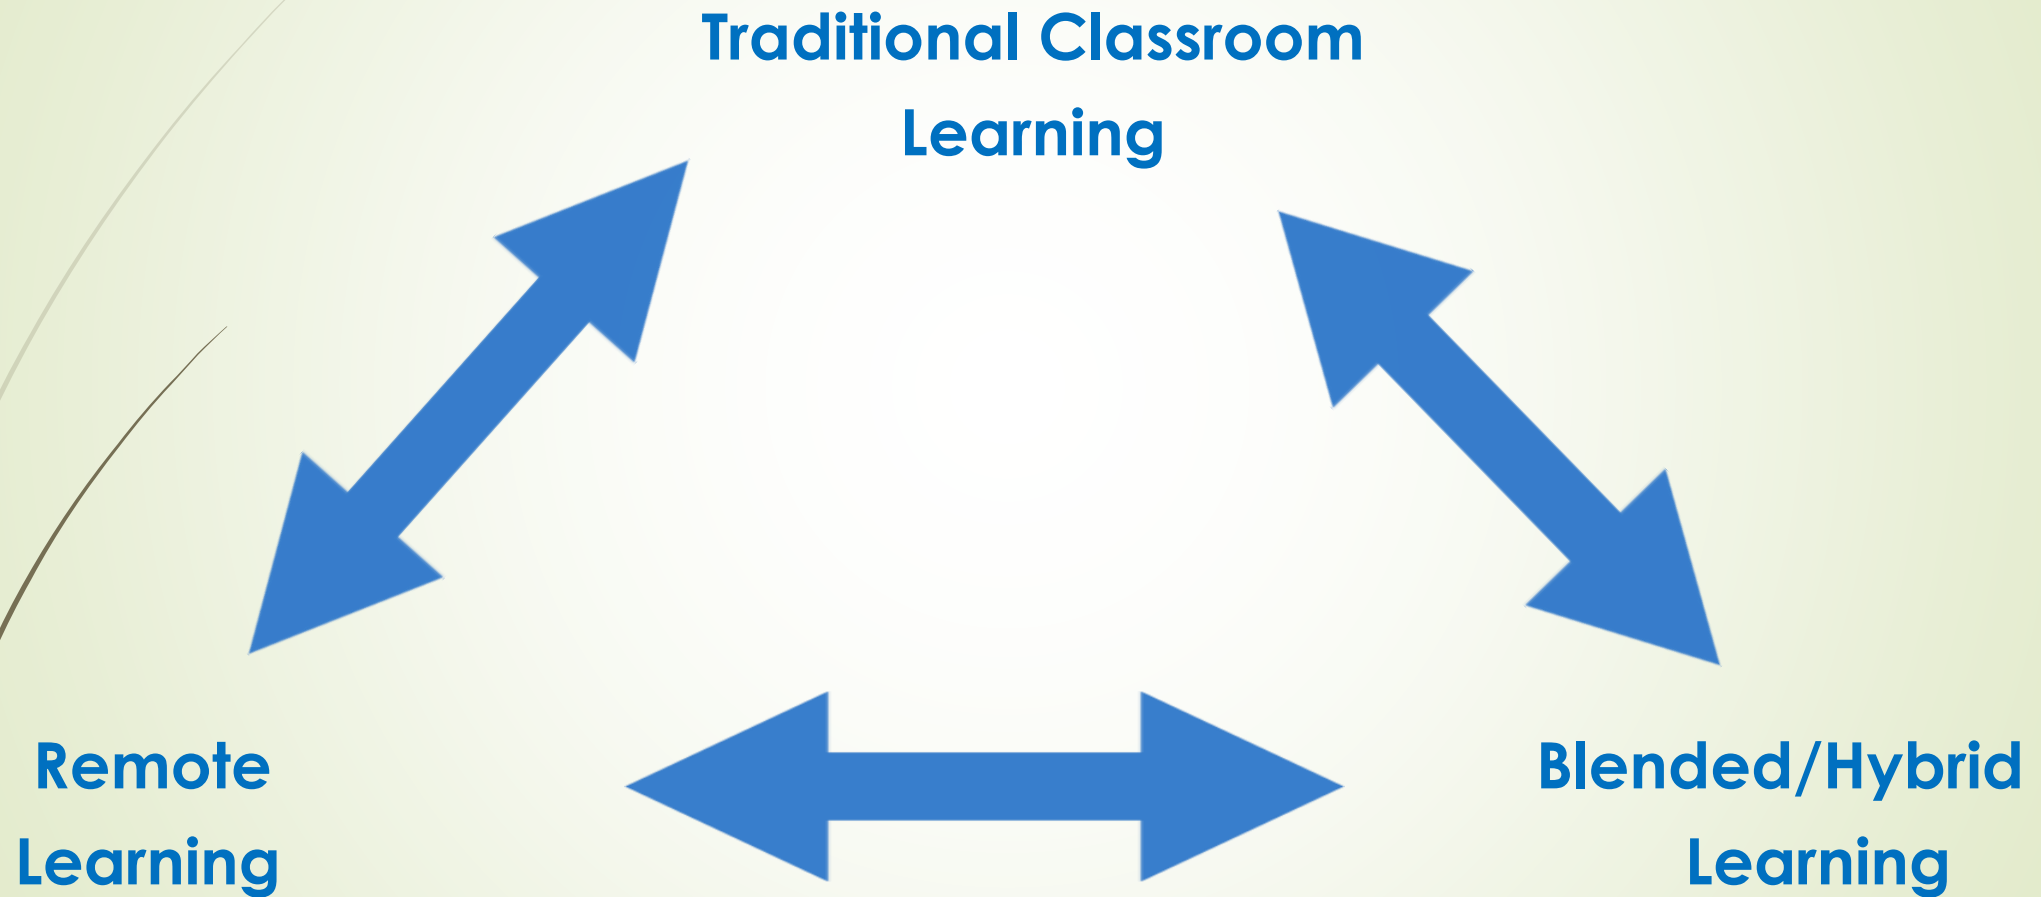 Traditional Classroom
Learning
Remote
Learning
Blended/Hybrid
Learning